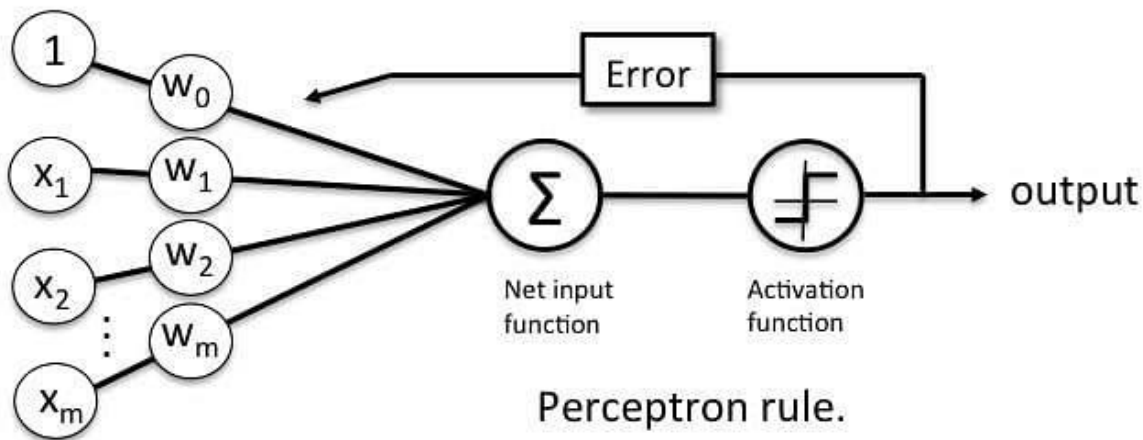 1
w₀
Error
x₁
w₁
Σ
output
x₂
w₂
⋮
wₘ
xₘ
Net input
function
Activation
function
Perceptron rule.